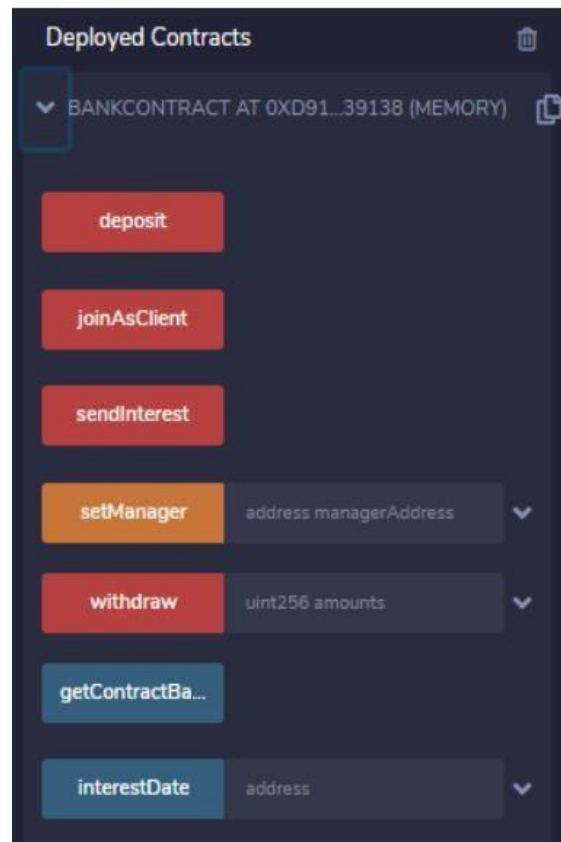 Deployed Contracts
BANKCONTRACT AT 0XD91...39138 (MEMORY)
deposit
joinAsClient
sendInterest
setManager address managerAddress
withdraw uint256 amounts
getContractBa...
interestDate address